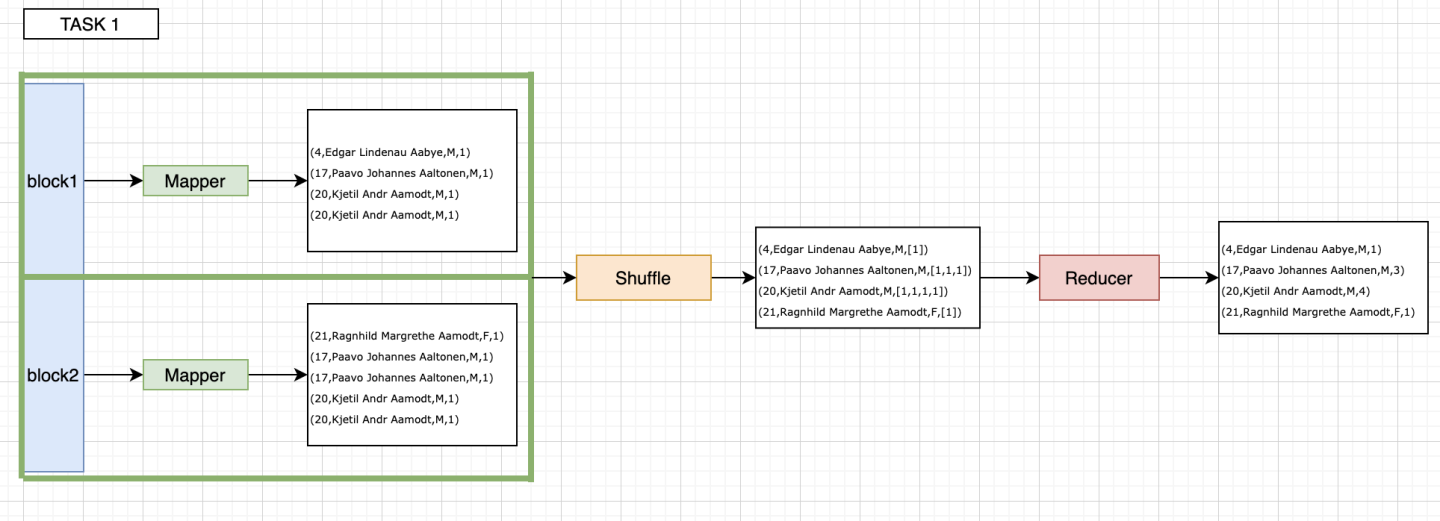 TASK 1
block1
Mapper
(4,Edgar Lindenau Aabye,M,1)
(17,Paavo Johannes Aaltonen,M,1)
(20,Kjetil Andr Aamodt,M,1)
(20,Kjetil Andr Aamodt,M,1)
block2
Mapper
(21,Ragnhild Margrethe Aamodt,F,1)
(17,Paavo Johannes Aaltonen,M,1)
(17,Paavo Johannes Aaltonen,M,1)
(20,Kjetil Andr Aamodt,M,1)
(20,Kjetil Andr Aamodt,M,1)
Shuffle
(4,Edgar Lindenau Aabye,M,[1])
(17,Paavo Johannes Aaltonen,M,[1,1,1])
(20,Kjetil Andr Aamodt,M,[1,1,1,1])
(21,Ragnhild Margrethe Aamodt,F,[1])
Reducer
(4,Edgar Lindenau Aabye,M,1)
(17,Paavo Johannes Aaltonen,M,3)
(20,Kjetil Andr Aamodt,M,4)
(21,Ragnhild Margrethe Aamodt,F,1)